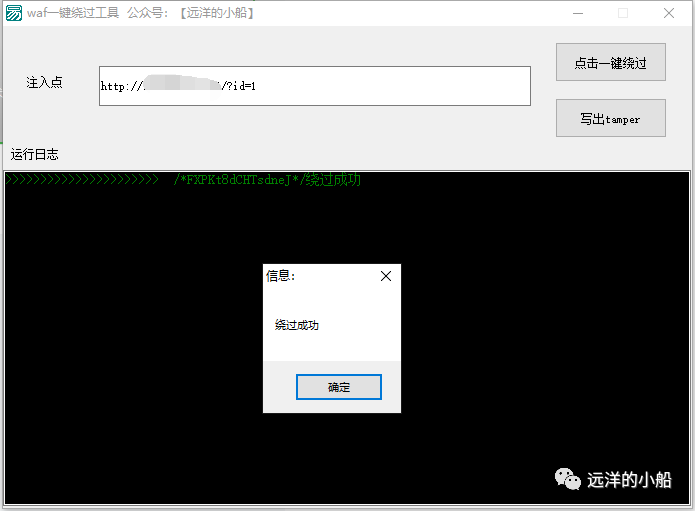 waf一键绕过工具 公众号：【远洋的小船】
点击一键绕过
注入点
http://
/?id=1
写出tamper
运行日志
>>>>>>>>>>>>>>>>>>>>>> /*FXPKt8dCHTsdneJ*/绕过成功
信息:
绕过成功
确定
远洋的小船